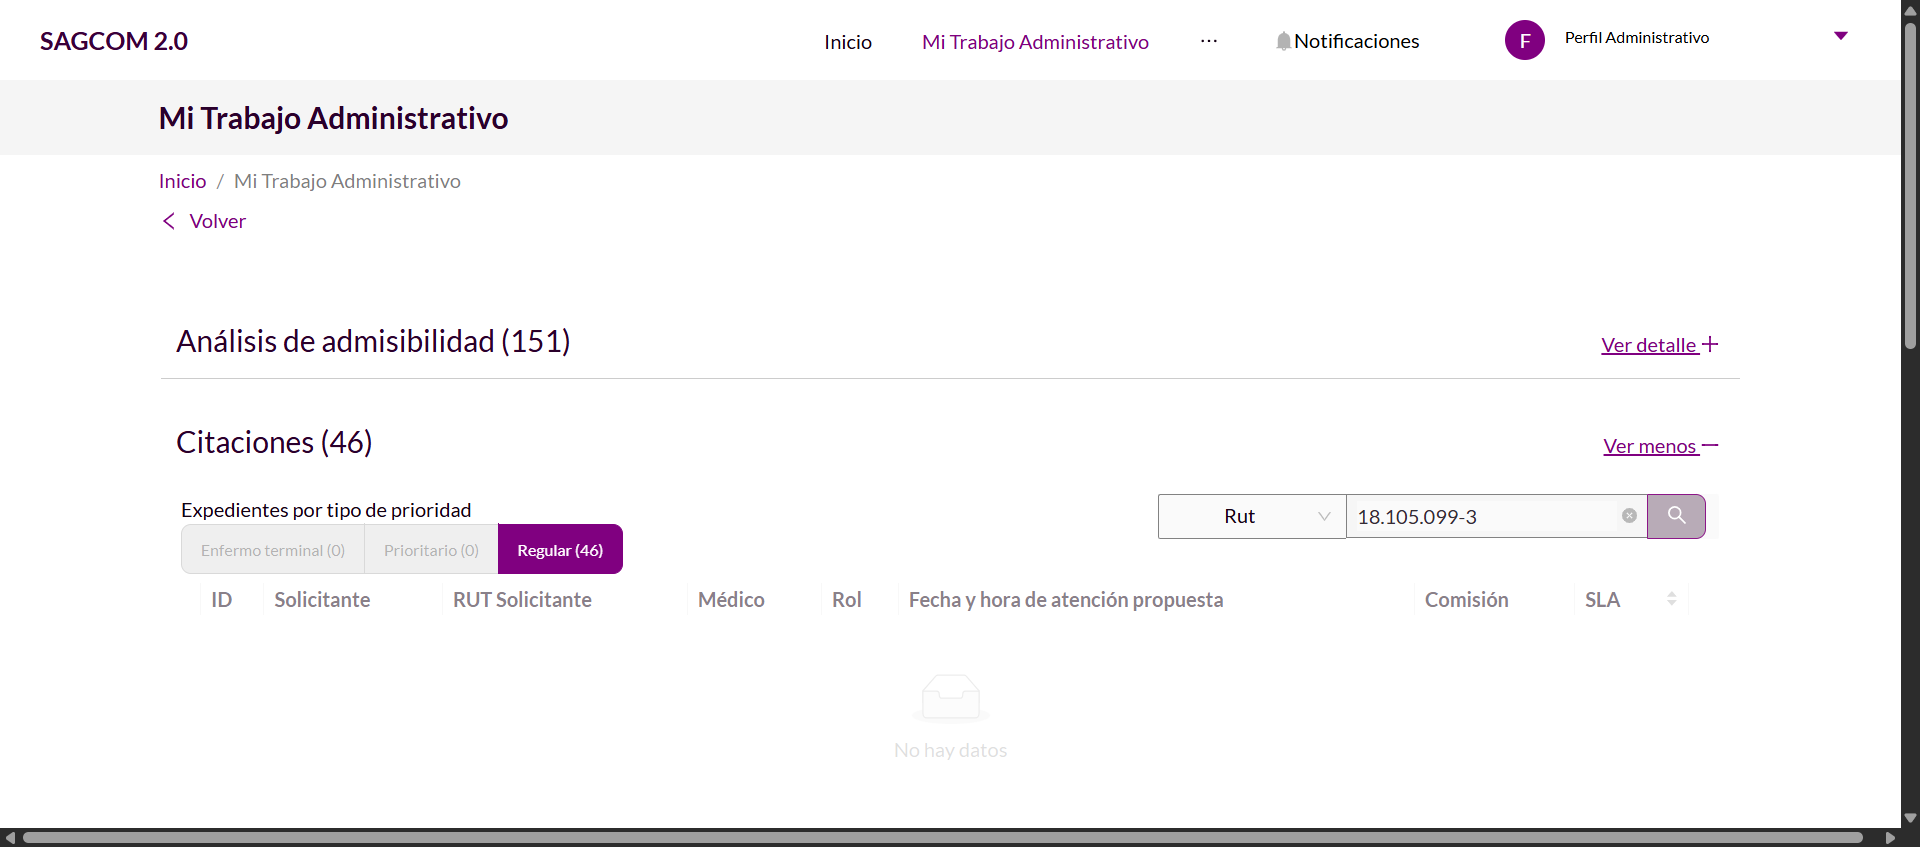 SAGCOM 2.0
Inicio
Mi Trabajo Administrativo
···
Notificaciones
F
Perfil Administrativo
Mi Trabajo Administrativo
Inicio / Mi Trabajo Administrativo
Volver
Análisis de admisibilidad (151)
Ver detalle
Citaciones (46)
Ver menos
Expedientes por tipo de prioridad
Rut
18.105.099-3
Enfermo terminal (0)
Prioritario (0)
Regular (46)
ID
Solicitante
RUT Solicitante
Médico
Rol
Fecha y hora de atención propuesta
Comisión
SLA
No hay datos